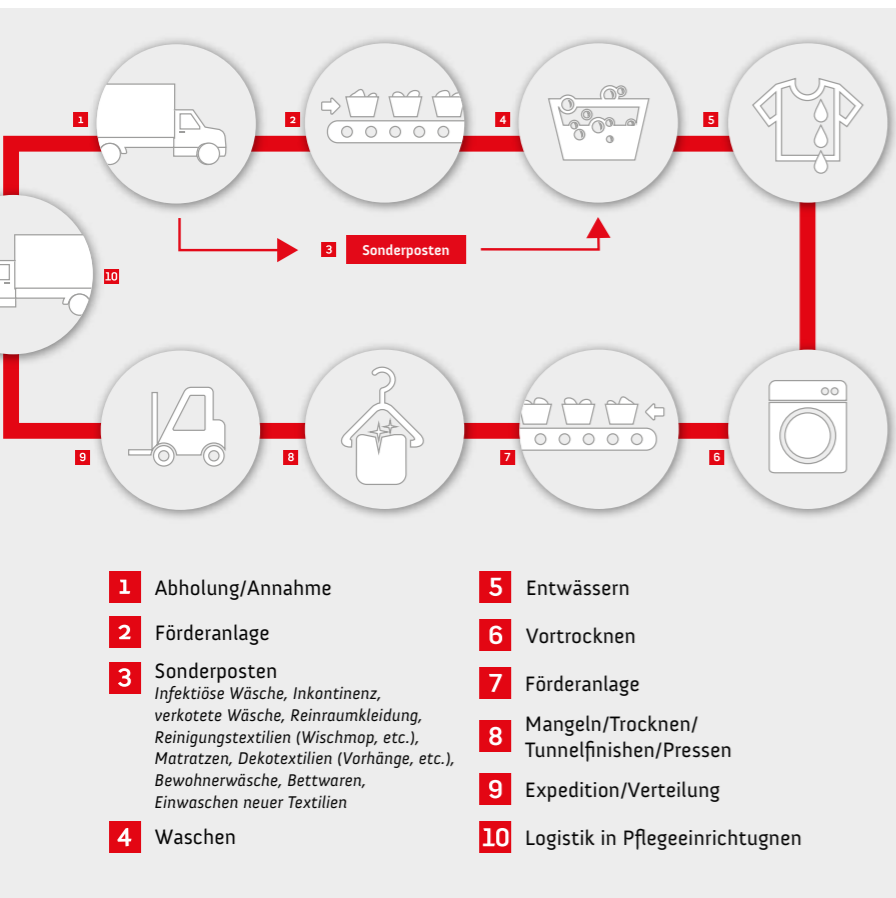 1
2
4
5
3
Sonderposten
10
9
8
7
6
1 Abholung/Annahme
2 Förderanlage
3 Sonderposten
Infektiöse Wäsche, Inkontinenz,
verkotete Wäsche, Reinraumkleidung,
Reinigungstextilien (Wischmop, etc.),
Matratzen, Dekotextilien (Vorhänge, etc.),
Bewohnerwäsche, Bettwaren,
Einwaschen neuer Textilien
4 Waschen
5 Entwässern
6 Vortrocknen
7 Förderanlage
8 Mangeln/Trocknen/
Tunnelfinishen/Pressen
9 Expedition/Verteilung
10 Logistik in Pflegeeinrichtugnen